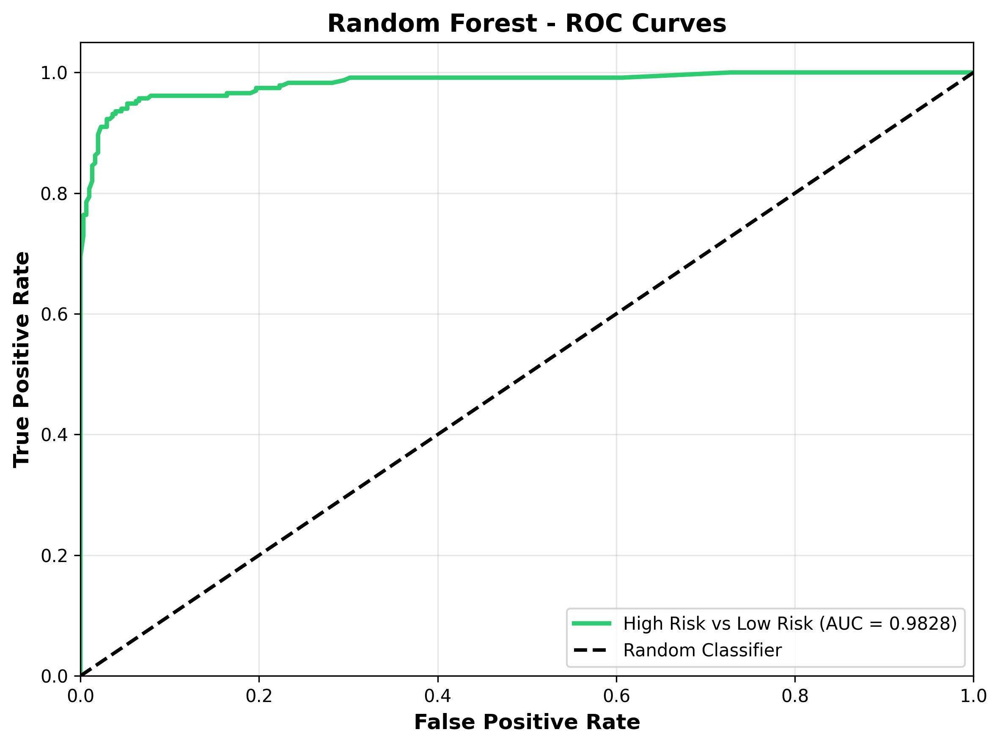 Random Forest - ROC Curves
True Positive Rate
1.0
0.8
0.6
0.4
0.2
0.0
0.0 0.2 0.4 0.6 0.8 1.0
False Positive Rate
High Risk vs Low Risk (AUC = 0.9828)
Random Classifier